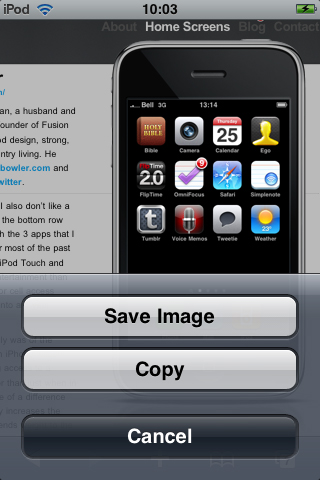 iPod 10:03
About Home Screens Blog Contact
r
an, a husband and
ounder of Fusion
od design, strong,
ntry living. He
bowler.com and
witter.
I also don't like a
the bottom row
h the 3 apps that I
r most of the past
iPod Touch and
Bell 3G 13:14
HOLY BIBLE
Thursday
25
9
2.0
23°
Bible Camera Calendar Ego
FlipTime OmniFocus Safari Simplenote
Tumblr Voice Memos Tweetie Weather
Save Image
Copy
Cancel